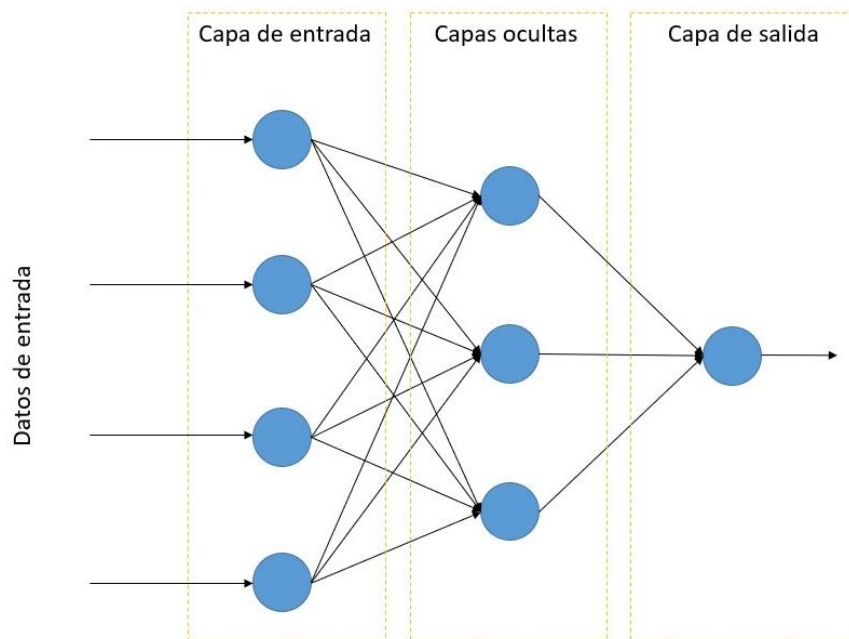 Capa de entrada
Capas ocultas
Capa de salida
Datos de entrada